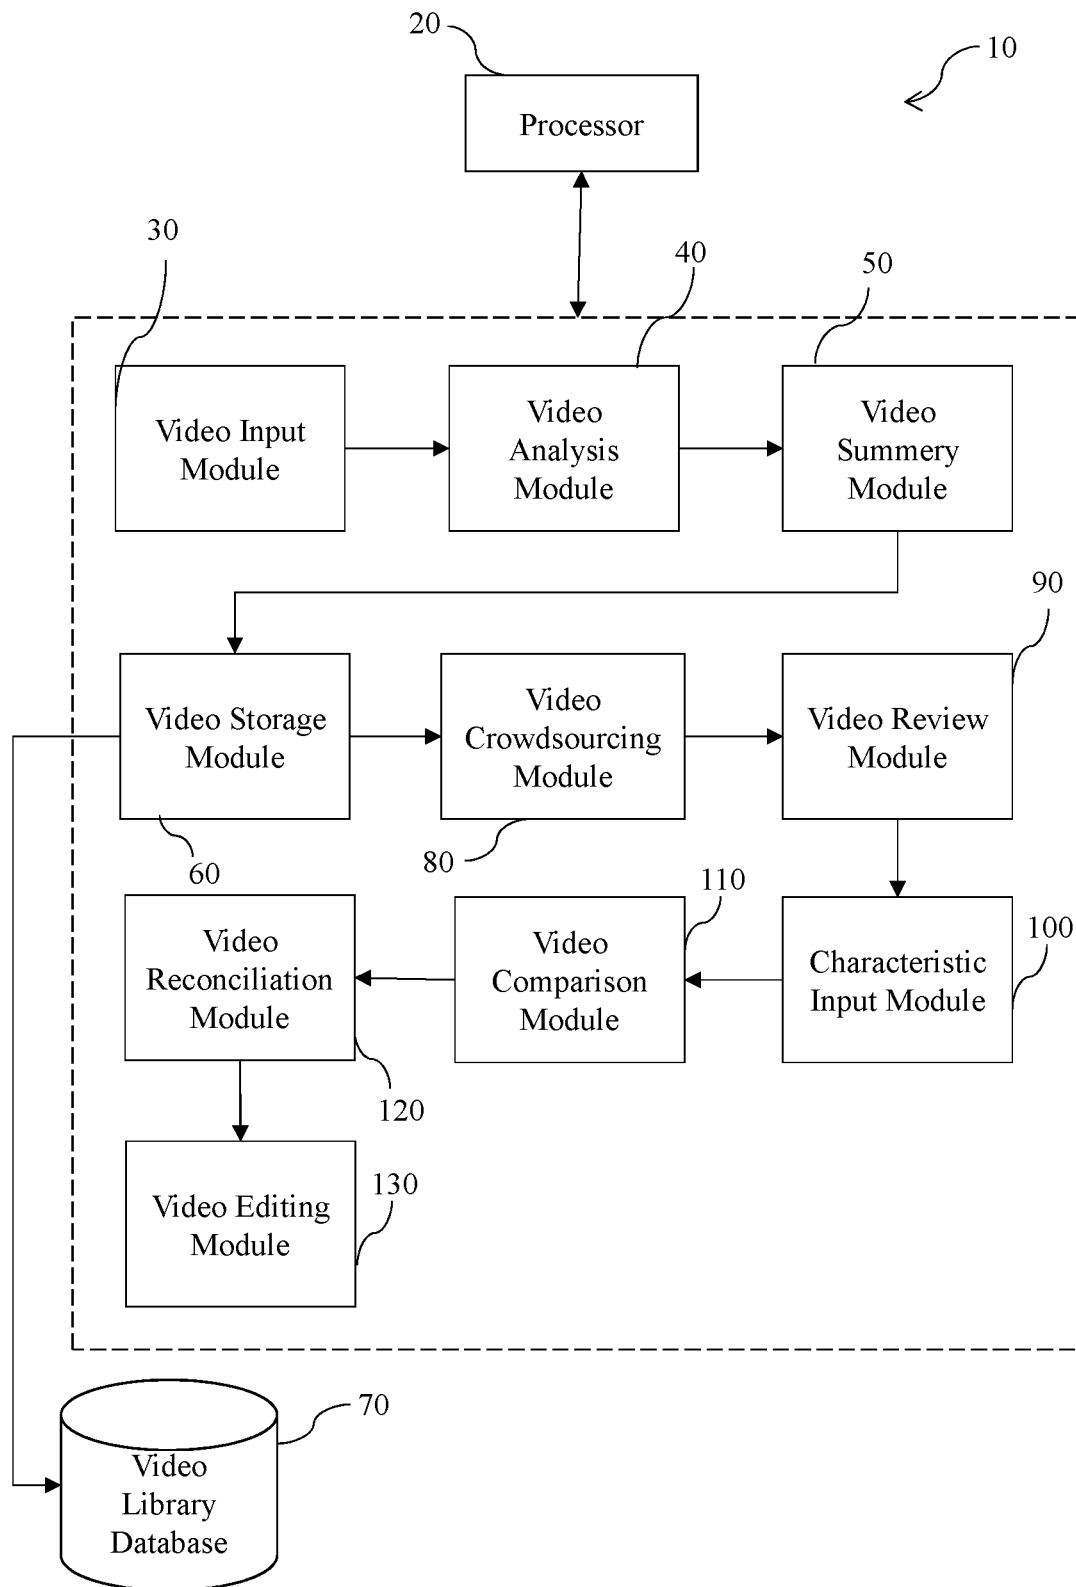 20
10
Processor
30
40
50
Video Input
Module
Video
Analysis
Module
Video
Summery
Module
90
Video Storage
Module
Video
Crowdsourcing
Module
Video Review
Module
60
80
110
100
Video
Reconciliation
Module
Video
Comparison
Module
Characteristic
Input Module
120
130
Video Editing
Module
70
Video
Library
Database